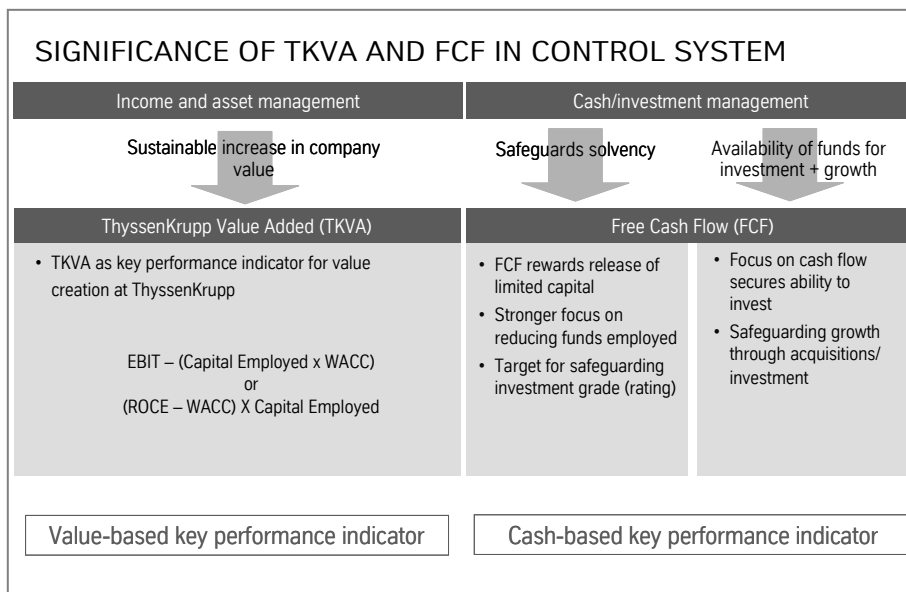 SIGNIFICANCE OF TKVA AND FCF IN CONTROL SYSTEM
Income and asset management
Sustainable increase in company
value
ThyssenKrupp Value Added (TKVA)
• TKVA as key performance indicator for value
creation at ThyssenKrupp
EBIT – (Capital Employed x WACC)
or
(ROCE – WACC) X Capital Employed
Value-based key performance indicator
Cash/investment management
Safeguards solvency
Availability of funds for
investment + growth
Free Cash Flow (FCF)
• FCF rewards release of
limited capital
• Stronger focus on
reducing funds employed
• Target for safeguarding
investment grade (rating)
• Focus on cash flow
secures ability to
invest
• Safeguarding growth
through acquisitions/
investment
Cash-based key performance indicator